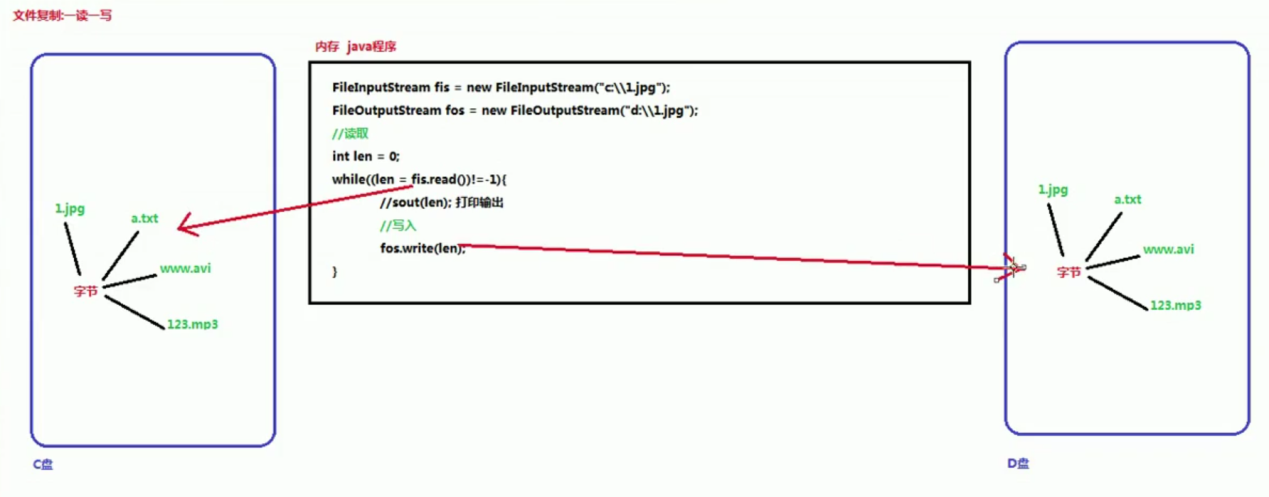 文件复制:一读一写
内存 java程序
FileInputStream fis = new FileInputStream("c:\\1.jpg");
FileOutputStream fos = new FileOutputStream("d:\\1.jpg");
//读取
int len = 0;
while((len = fis.read())!=-1){
//sout(len); 打印输出
//写入
fos.write(len);
}
1.jpg
a.txt
www.avi
字节
123.mp3
C盘
1.jpg
a.txt
www.avi
字节
123.mp3
D盘